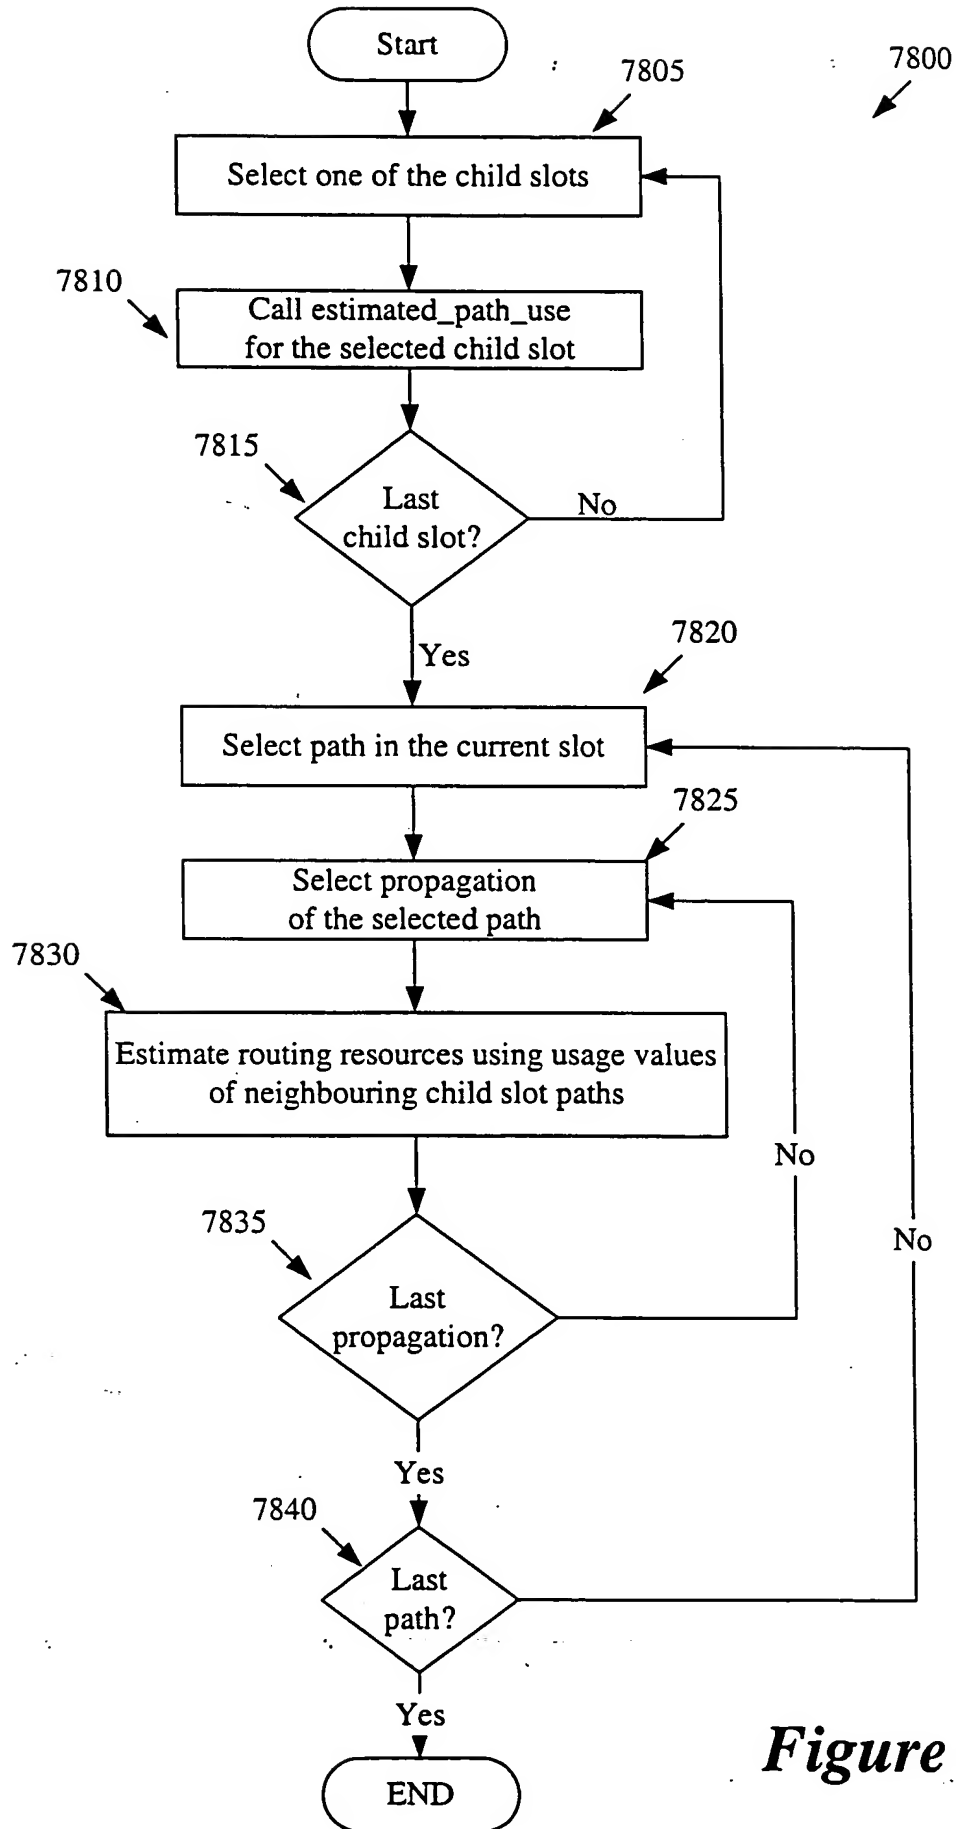 Start
7805
7800
Select one of the child slots
7810
Call estimated_path_use
for the selected child slot
7815
Last
child slot?
No
Yes
7820
Select path in the current slot
7825
Select propagation
of the selected path
7830
Estimate routing resources using usage values
of neighbouring child slot paths
No
7835
No
Last
propagation?
Yes
7840
Last
path?
Yes
Figure
END